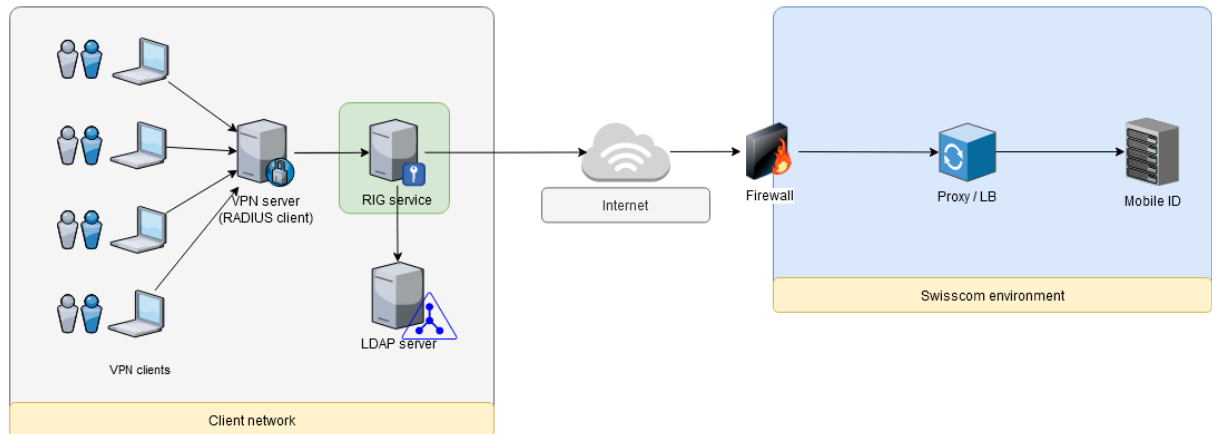 VPN server
(RADIUS client)
RIG service
LDAP server
VPN clients
Client network
Internet
Firewall
Proxy / LB
Mobile ID
Swisscom environment